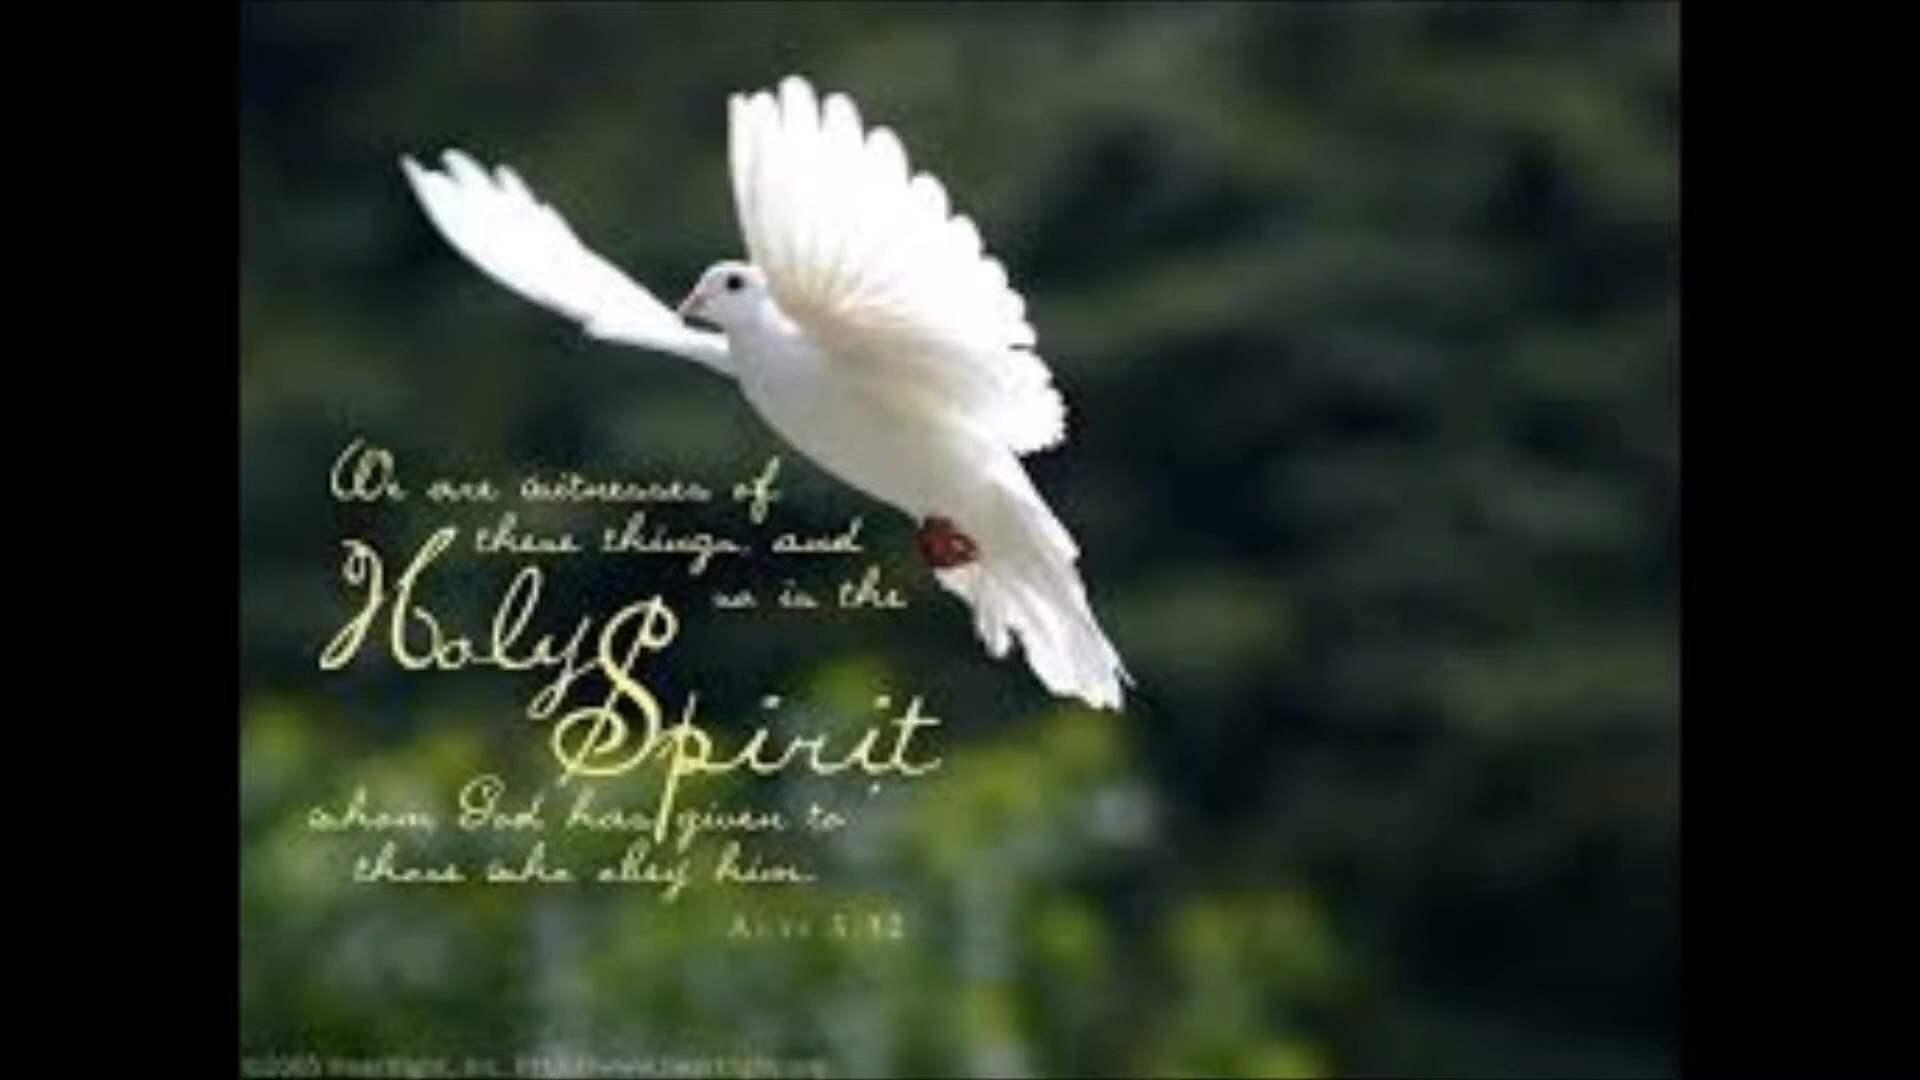 We are witnesses of
these things, and
so is the
Holy
Spirit
whom God has given to
those who obey him.
Acts 5:32